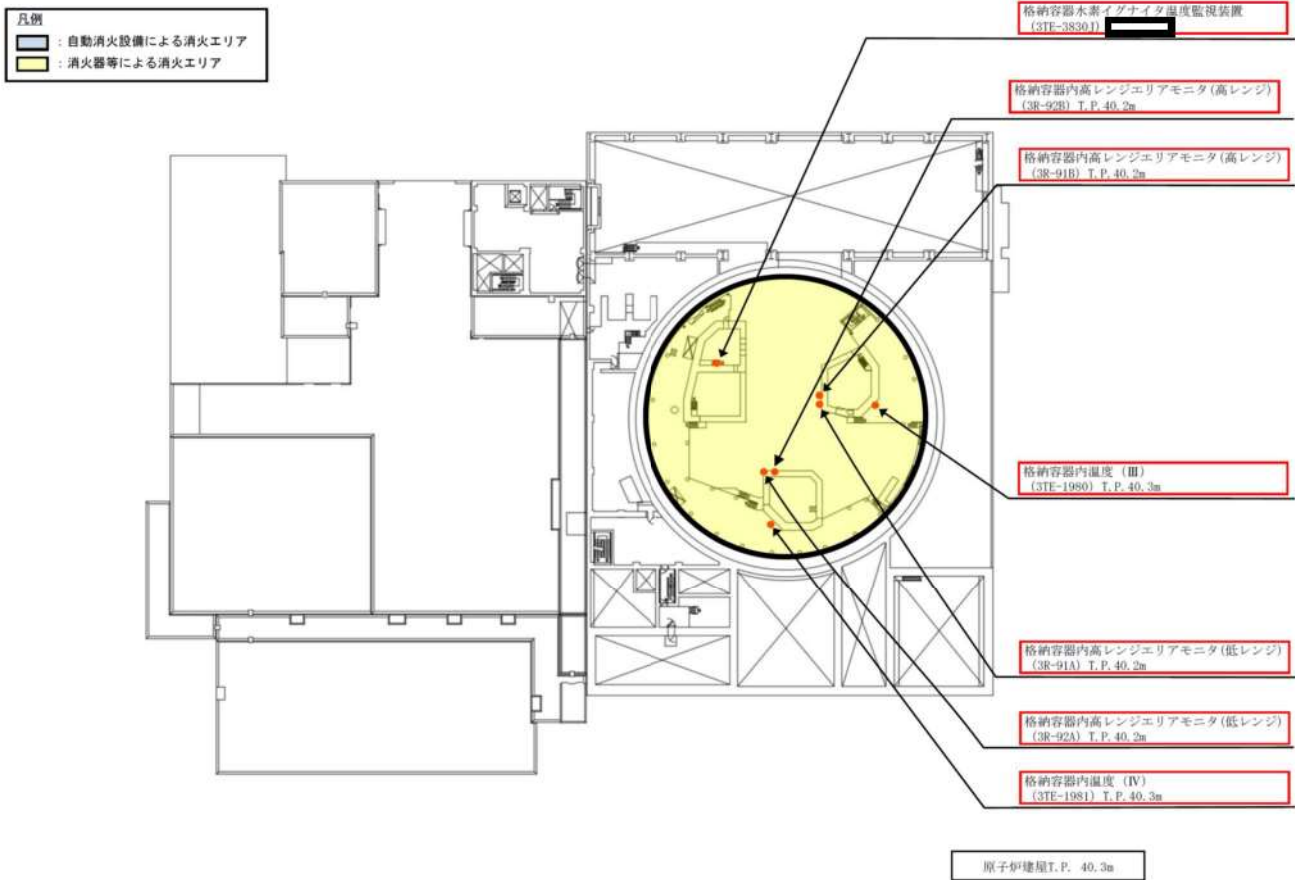 凡例
：自動消火設備による消火エリア
：消火器等による消火エリア
格納容器水素イグナイタ温度監視装置
(3TE-3830J)
格納容器内高レンジエリアモニタ(高レンジ)
(3R-92B) T.P.40.2m
格納容器内高レンジエリアモニタ(高レンジ)
(3R-91B) T.P.40.2m
格納容器内温度（Ⅲ）
(3TE-1980) T.P.40.3m
格納容器内高レンジエリアモニタ(低レンジ)
(3R-91A) T.P.40.2m
格納容器内高レンジエリアモニタ(低レンジ)
(3R-92A) T.P.40.2m
格納容器内温度（Ⅳ）
(3TE-1981) T.P.40.3m
原子炉建屋T.P. 40.3m